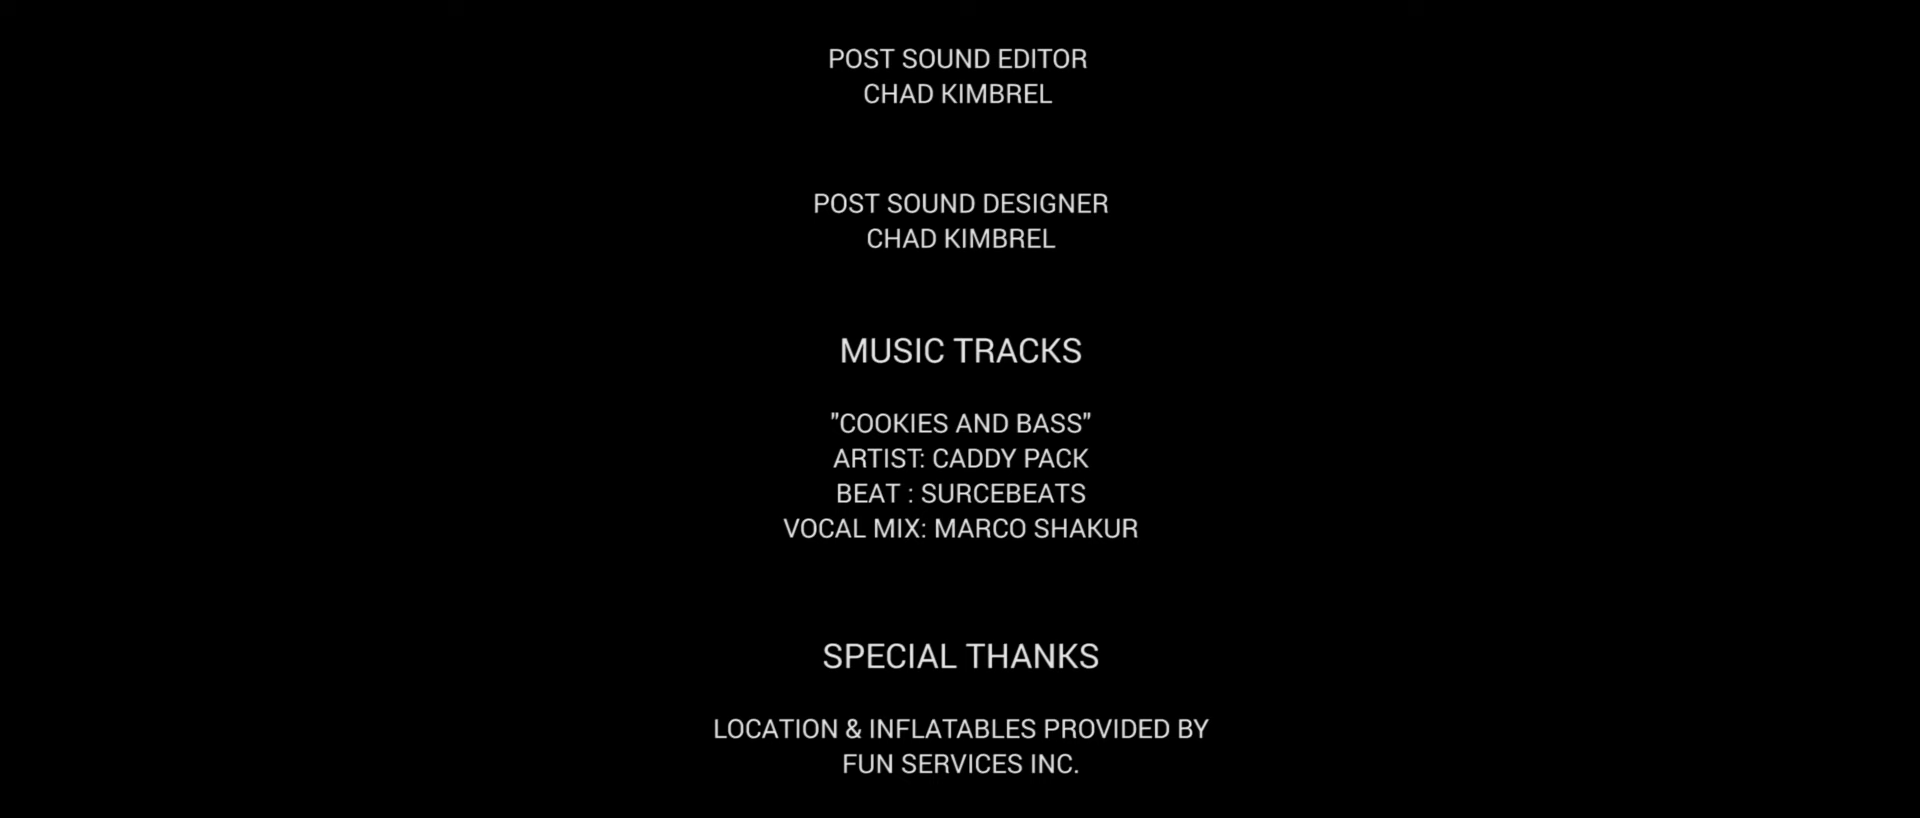 POST SOUND EDITOR
CHAD KIMBREL
POST SOUND DESIGNER
CHAD KIMBREL
MUSIC TRACKS
"COOKIES AND BASS"
ARTIST: CADDY PACK
BEAT : SURCEBEATS
VOCAL MIX: MARCO SHAKUR
SPECIAL THANKS
LOCATION & INFLATABLES PROVIDED BY
FUN SERVICES INC.